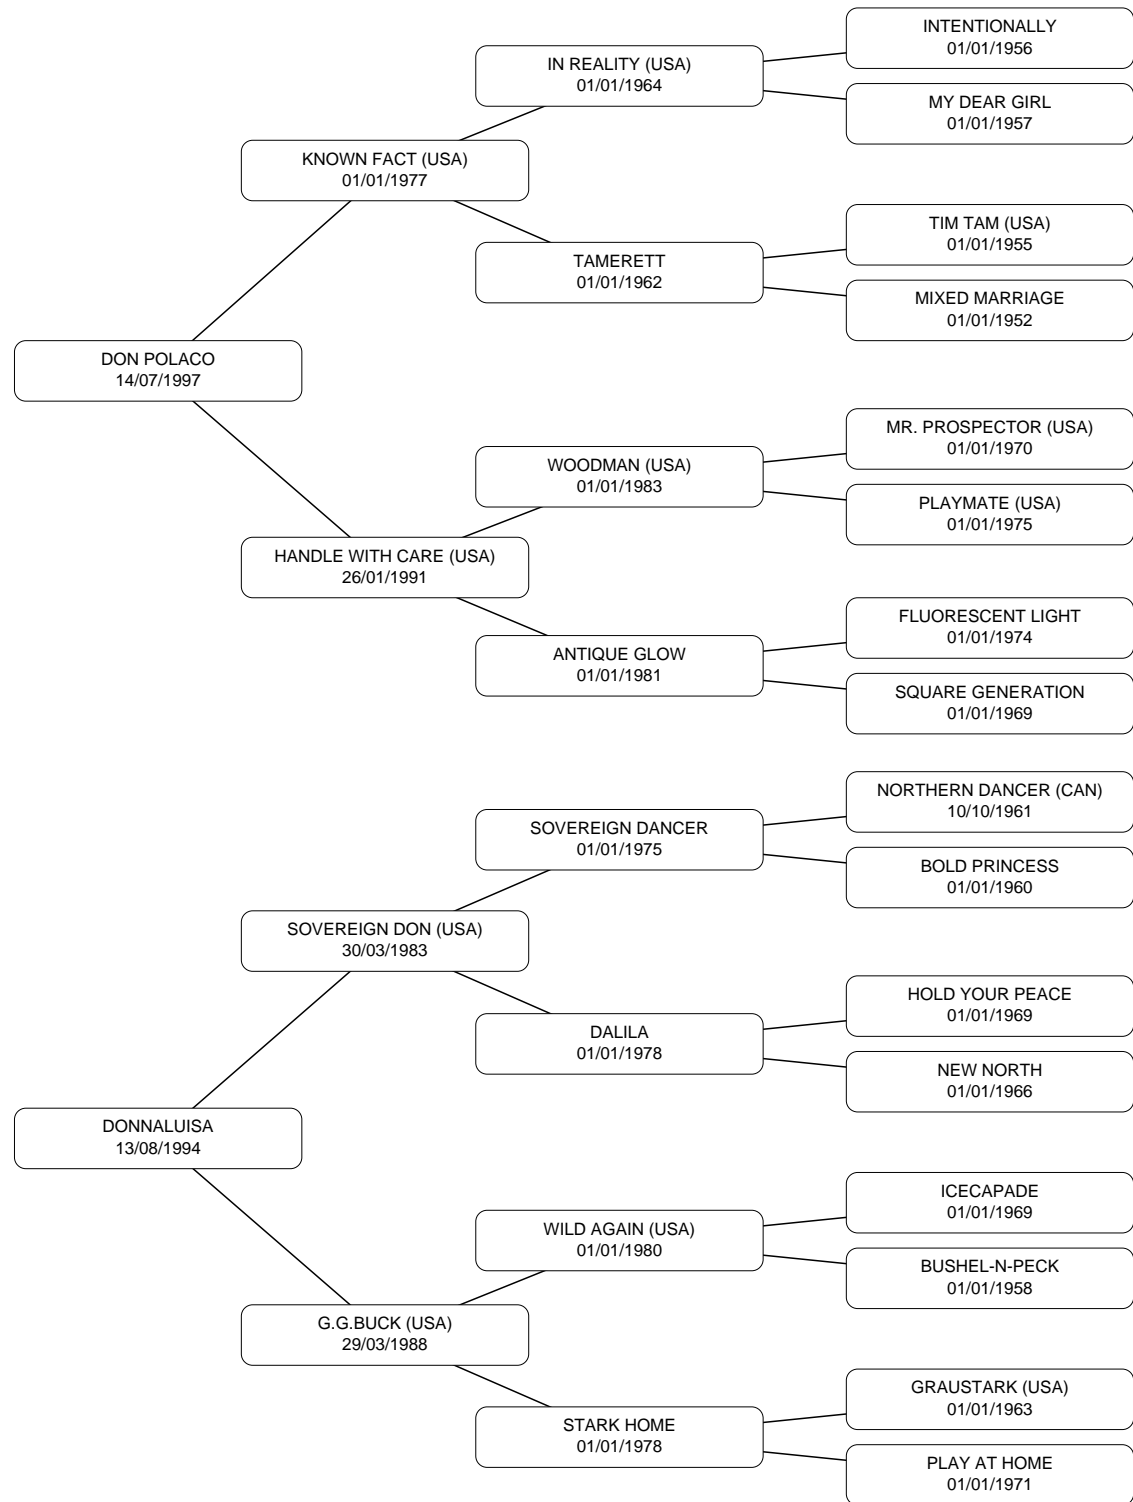 INTENTIONALLY
01/01/1956
IN REALITY (USA)
01/01/1964
MY DEAR GIRL
01/01/1957
KNOWN FACT (USA)
01/01/1977
TIM TAM (USA)
01/01/1955
TAMERETT
01/01/1962
MIXED MARRIAGE
01/01/1952
DON POLACO
14/07/1997
MR. PROSPECTOR (USA)
01/01/1970
WOODMAN (USA)
01/01/1983
PLAYMATE (USA)
01/01/1975
HANDLE WITH CARE (USA)
26/01/1991
FLUORESCENT LIGHT
01/01/1974
ANTIQUE GLOW
01/01/1981
SQUARE GENERATION
01/01/1969
NORTHERN DANCER (CAN)
10/10/1961
SOVEREIGN DANCER
01/01/1975
BOLD PRINCESS
01/01/1960
SOVEREIGN DON (USA)
30/03/1983
HOLD YOUR PEACE
01/01/1969
DALILA
01/01/1978
NEW NORTH
01/01/1966
DONNALUISA
13/08/1994
ICECAPADE
01/01/1969
WILD AGAIN (USA)
01/01/1980
BUSHEL-N-PECK
01/01/1958
G.G.BUCK (USA)
29/03/1988
GRAUSTARK (USA)
01/01/1963
STARK HOME
01/01/1978
PLAY AT HOME
01/01/1971